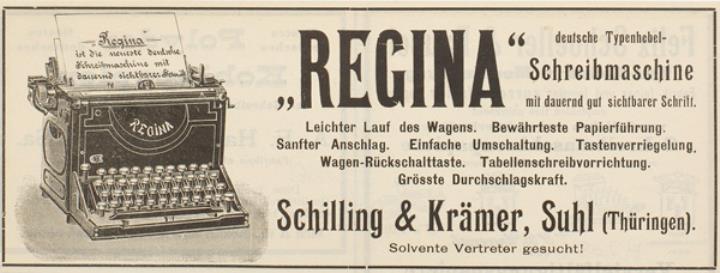 Regina
ist die neueste deutsche
Schreibmaschine mit
dauernd sichtbarer
REGINA
„REGINA“
deutsche Typenhebel-
Schreibmaschine
mit dauernd gut sichtbarer Schrift.
Leichter Lauf des Wagens. Bewährteste Papierführung.
Sanfter Anschlag. Einfache Umschaltung. Tastenverriegelung.
Wagen-Rückschalttaste. Tabellenschreibvorrichtung.
Grösste Durchschlagskraft.
Schilling & Krämer, Suhl (Thüringen).
Solvente Vertreter gesucht!